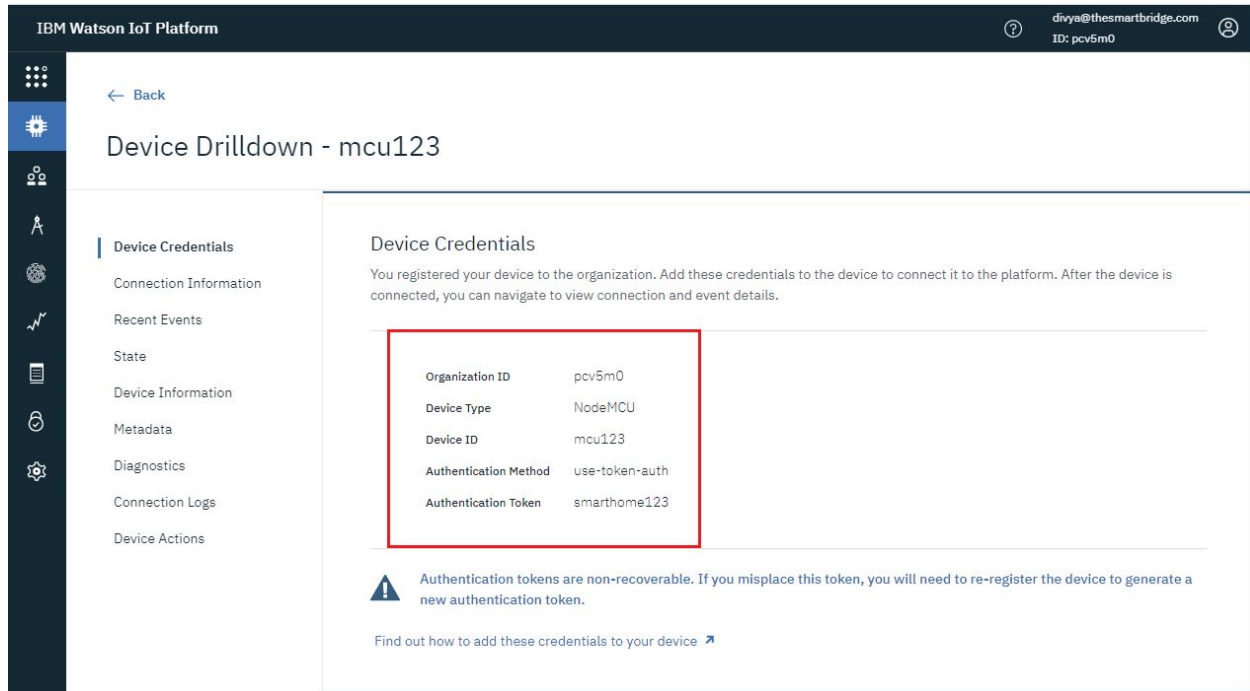 IBM Watson IoT Platform
divya@thesmartbridge.com
ID: pcv5m0
Back
Device Drilldown - mcu123
Device Credentials
Connection Information
Recent Events
State
Device Information
Metadata
Diagnostics
Connection Logs
Device Actions
Device Credentials
You registered your device to the organization. Add these credentials to the device to connect it to the platform. After the device is
connected, you can navigate to view connection and event details.
Organization ID pcv5m0
Device Type NodeMCU
Device ID mcu123
Authentication Method use-token-auth
Authentication Token smarthome123
Authentication tokens are non-recoverable. If you misplace this token, you will need to re-register the device to generate a
new authentication token.
Find out how to add these credentials to your device